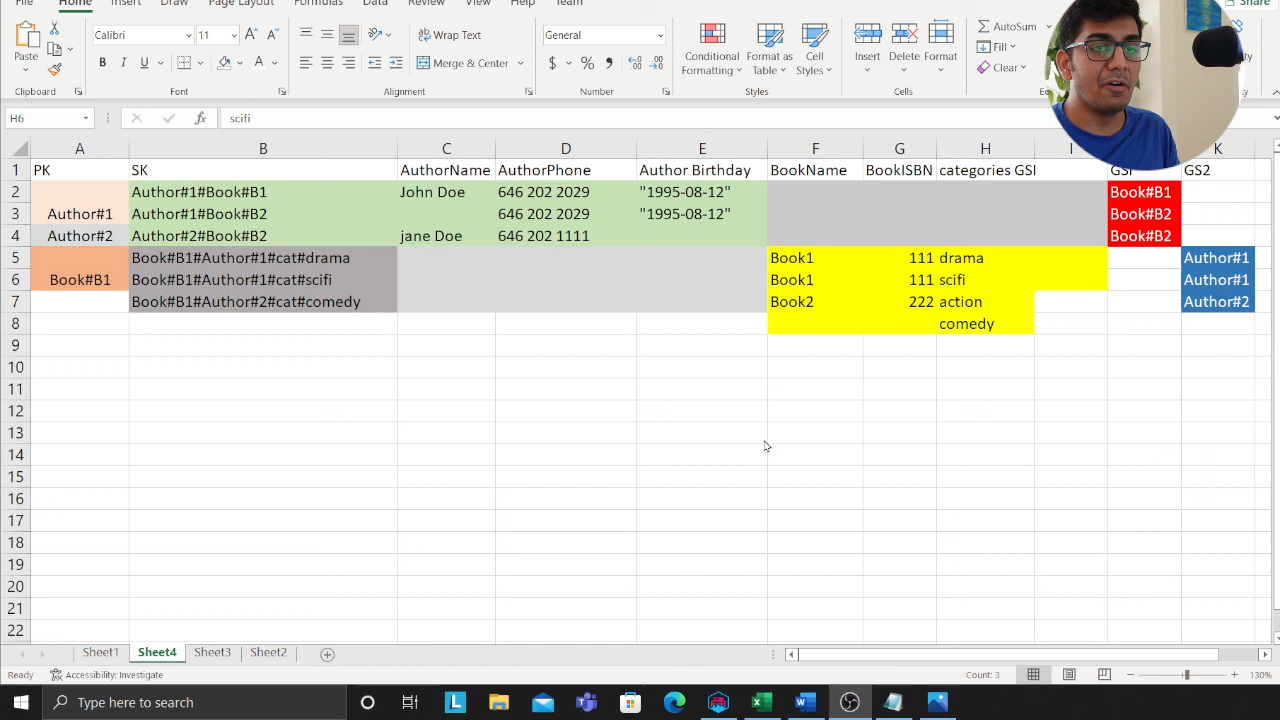 File Home Insert Draw Page Layout Formulas Data Review View Help Team Share
Calibri 11 Wrap Text General AutoSum
Paste B I U Merge & Center $ % Conditional Formatting Format as Table Cell Styles Insert Delete Format Fill Clear
Clipboard Font Alignment Number Styles Cells
H6 fx scifi
A B C D E F G H I J K
1 PK SK AuthorName AuthorPhone Author Birthday BookName BookISBN categories GSI GS2
2 Author#1#Book#B1 John Doe 646 202 2029 "1995-08-12" Book#B1
3 Author#1 Author#1#Book#B2 646 202 2029 "1995-08-12" Book#B2
4 Author#2 Author#2#Book#B2 jane Doe 646 202 1111 Book#B2
5 Book#B1#Author#1#cat#drama Book1 111 drama Author#1
6 Book#B1 Book#B1#Author#1#cat#scifi Book1 111 scifi Author#1
7 Book#B1#Author#2#cat#comedy Book2 222 action Author#2
8 comedy
9
10
11
12
13
14
15
16
17
18
19
20
21
22
Sheet1 Sheet4 Sheet3 Sheet2
Ready Accessibility: Investigate Count: 3 130%
Type here to search